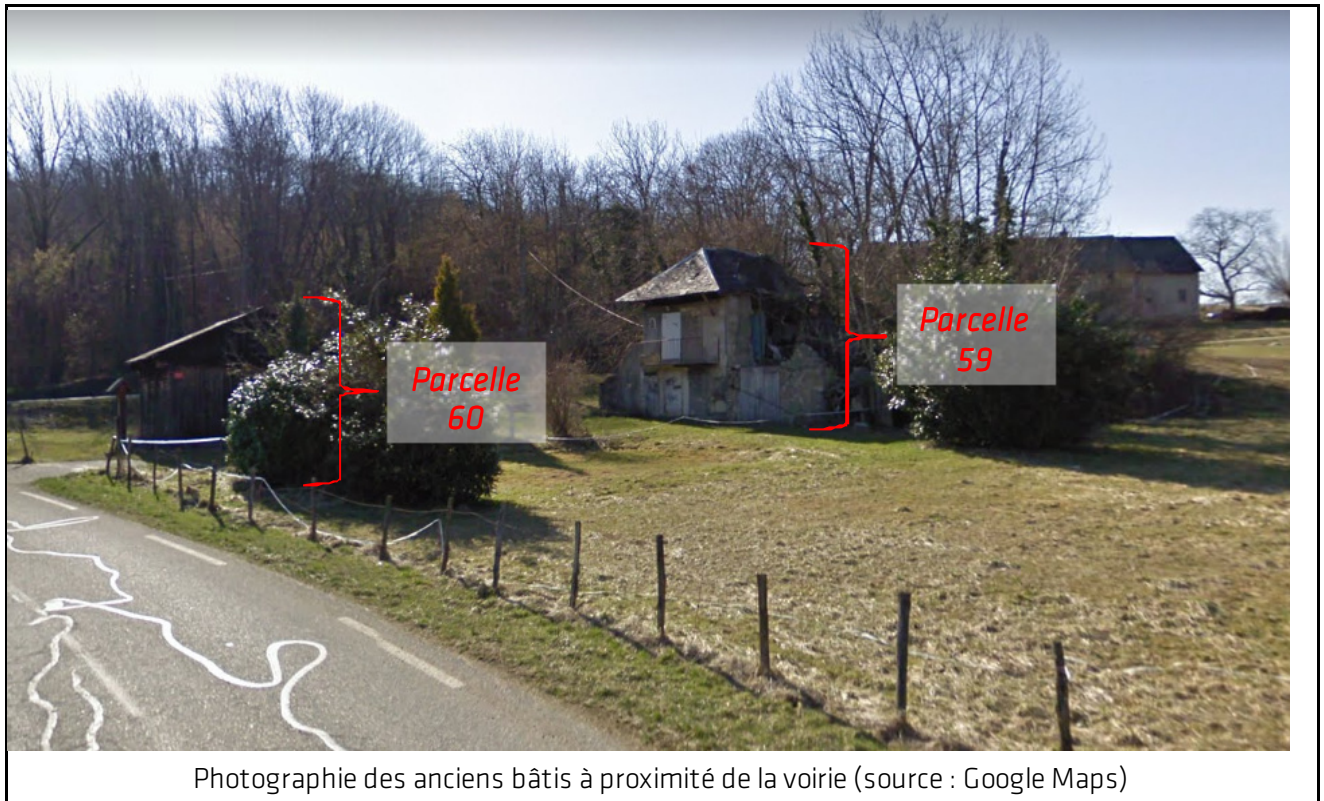 Parcelle
60
Parcelle
59
Photographie des anciens bâtis à proximité de la voirie (source : Google Maps)